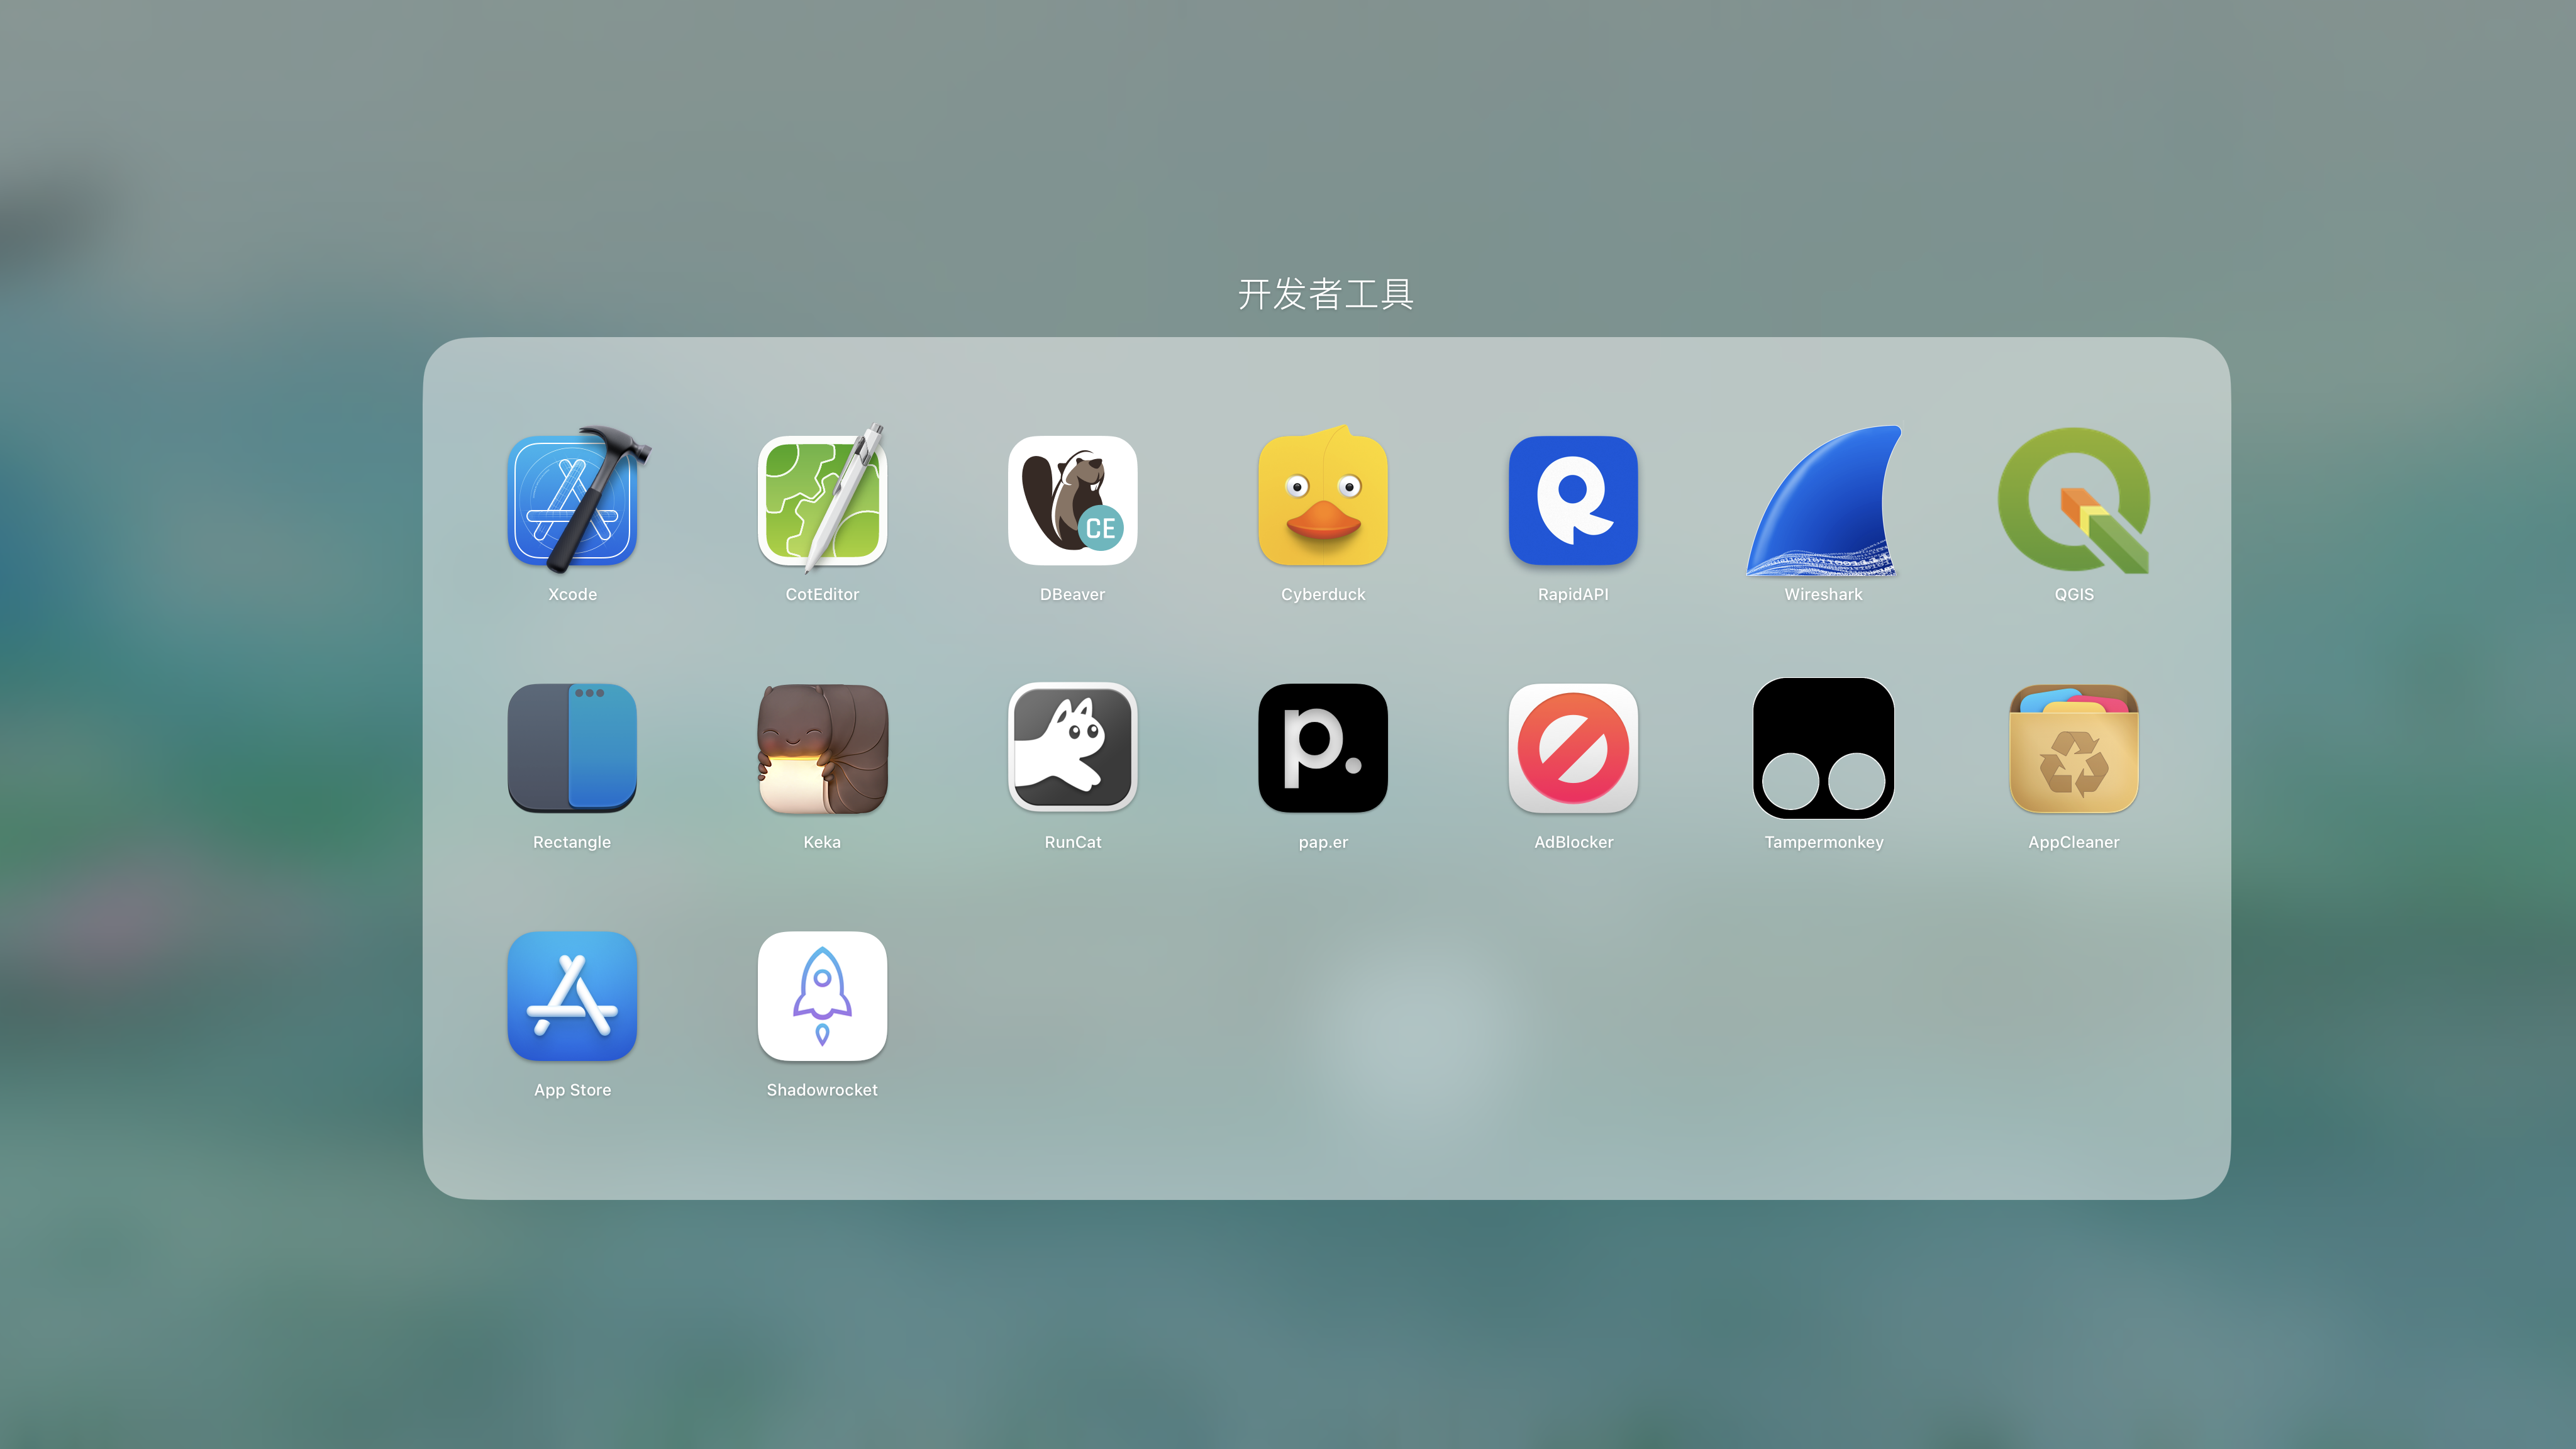 开发者工具
CE
Xcode
CotEditor
DBeaver
Cyberduck
RapidAPI
Wireshark
QGIS
p.
Rectangle
Keka
RunCat
pap.er
AdBlocker
Tampermonkey
AppCleaner
App Store
Shadowrocket